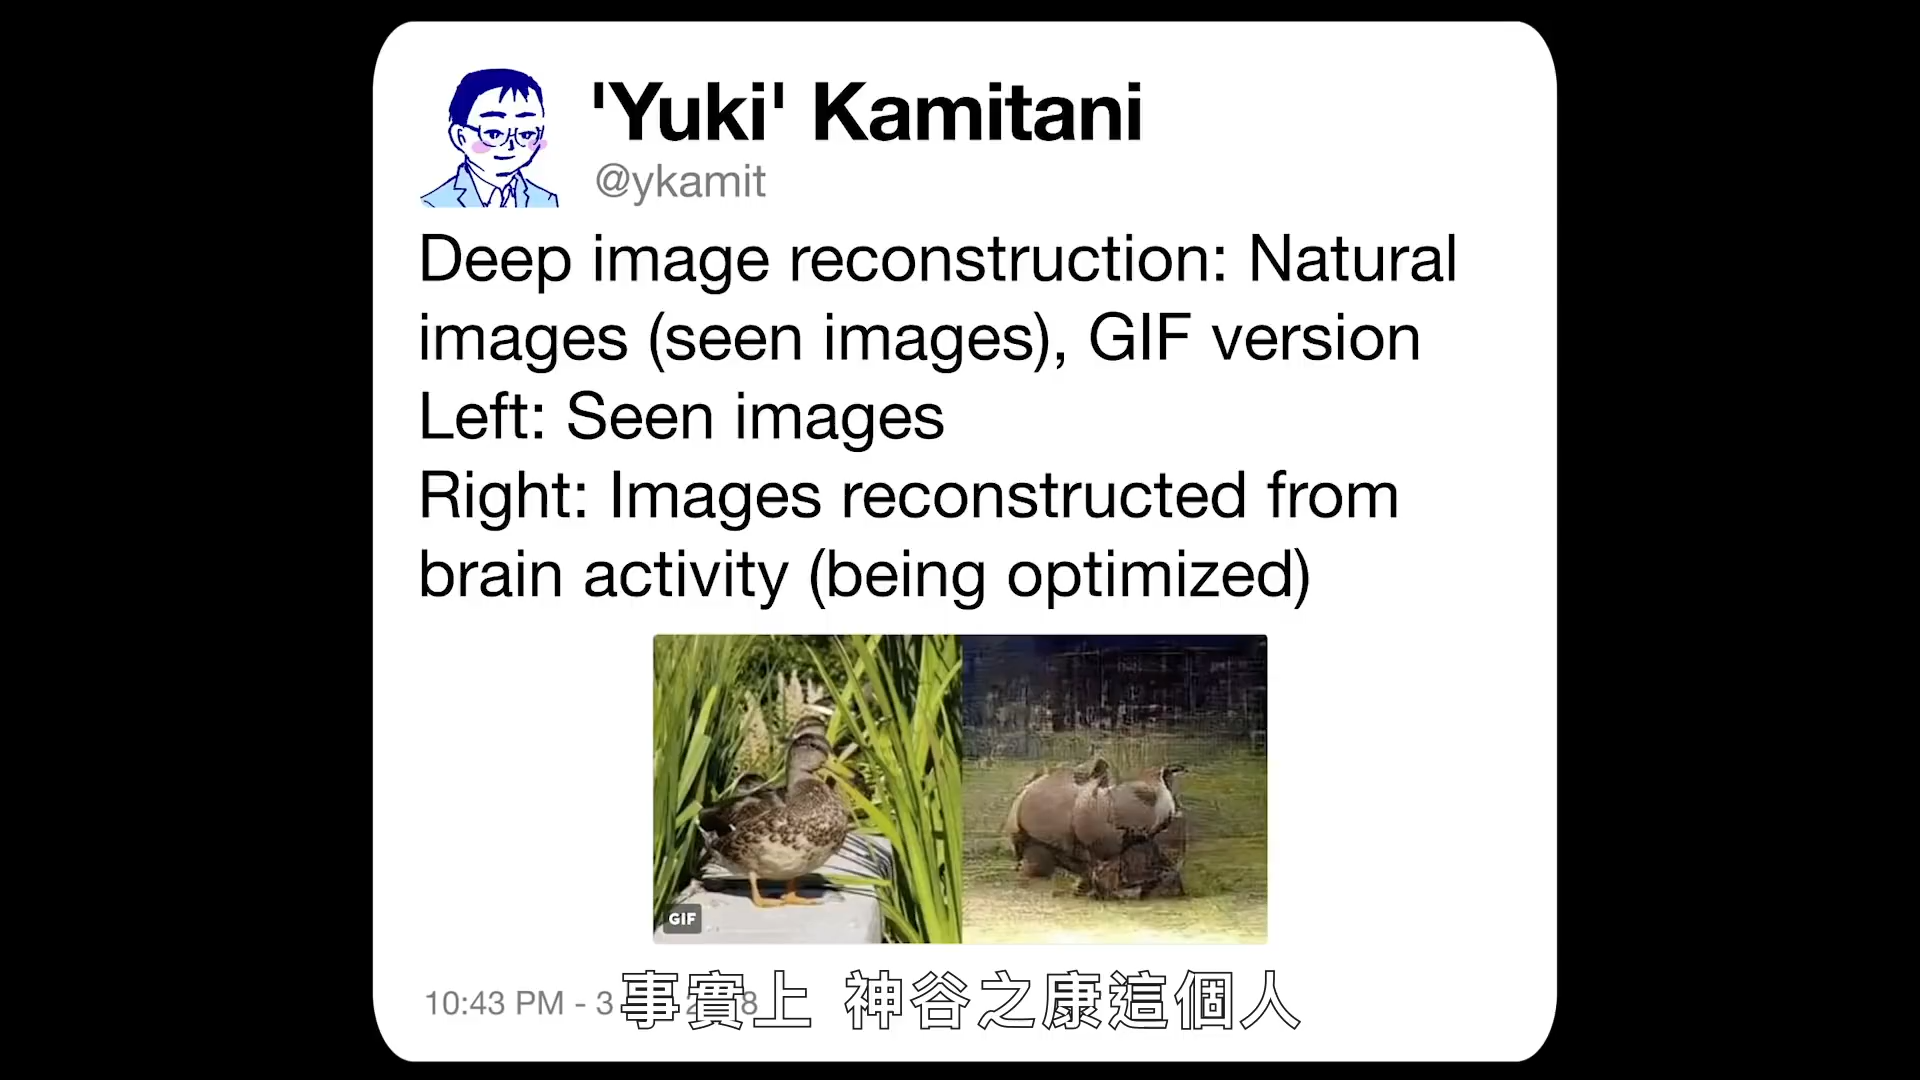 'Yuki' Kamitani
@ykamit
Deep image reconstruction: Natural
images (seen images), GIF version
Left: Seen images
Right: Images reconstructed from
brain activity (being optimized)
GIF
10:43 PM - 3
事實上 神谷之康這個人